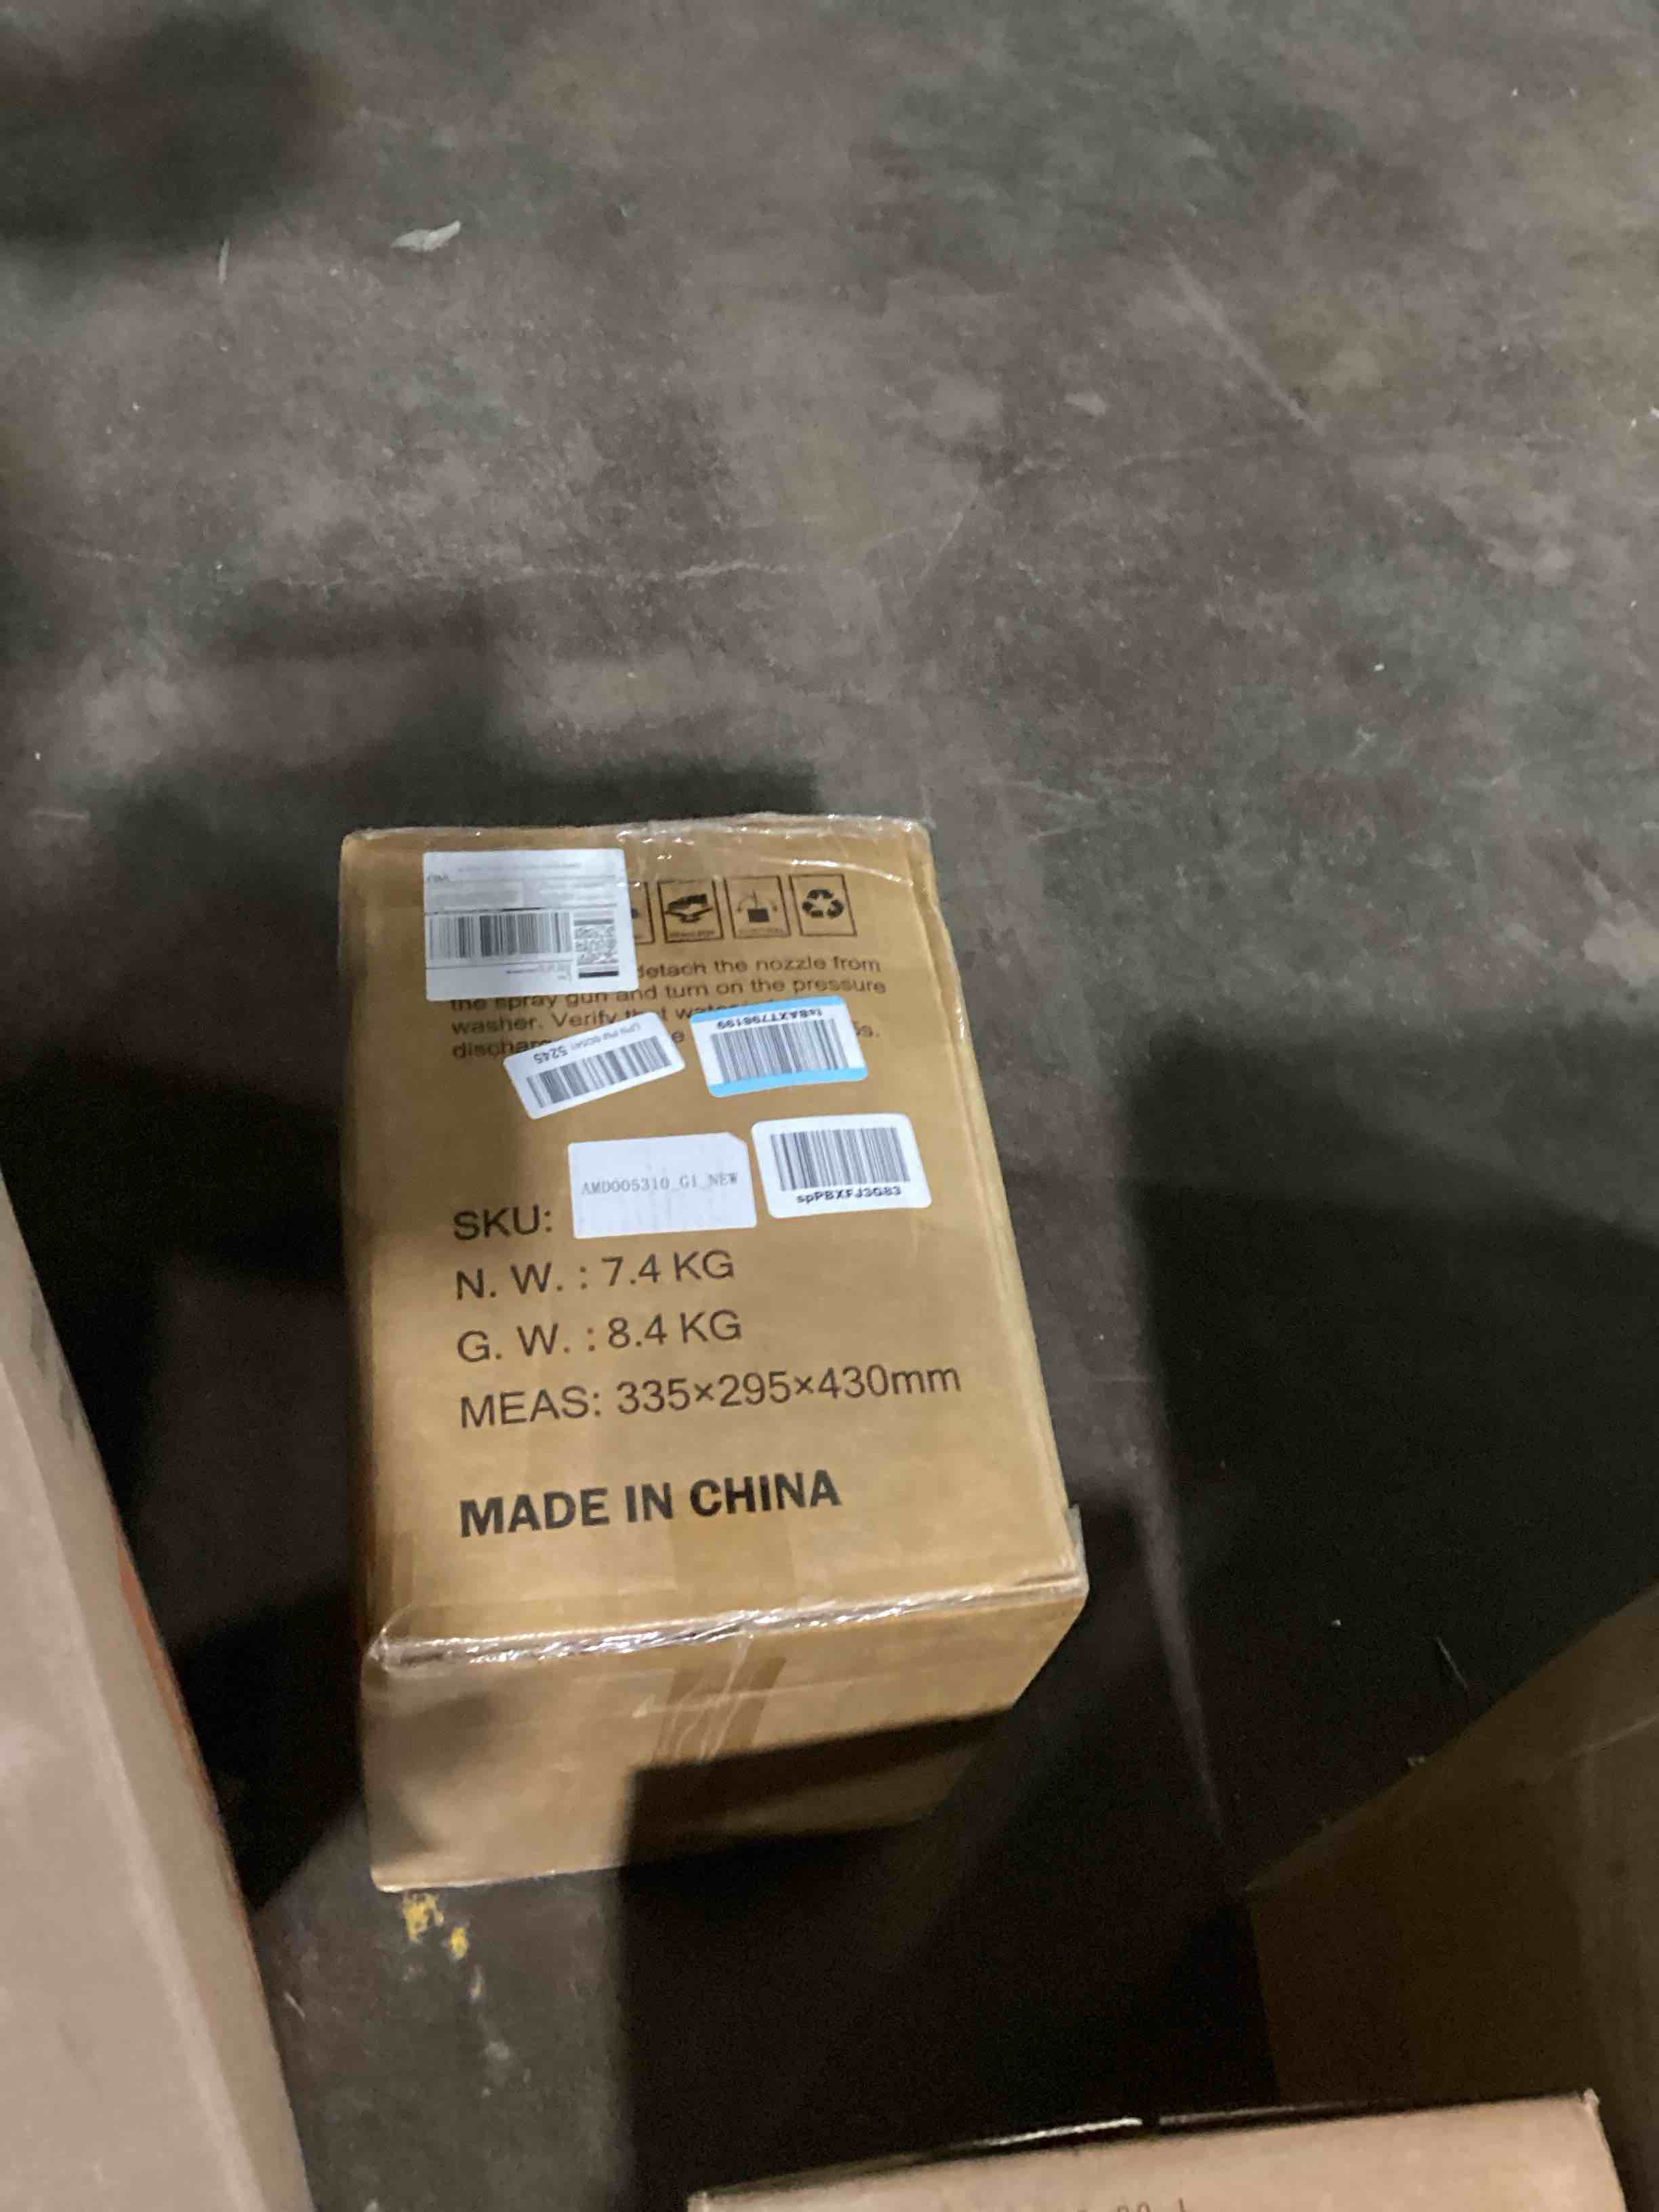 detach the nozzle from
the spray gun and turn on the pressure
washer. Verify
5245
tsBAXT796199
AMD005310_G1_NEW
spPBXFJ3G83
SKU:
N. W. : 7.4 KG
G. W. : 8.4 KG
MEAS: 335×295×430mm
MADE IN CHINA